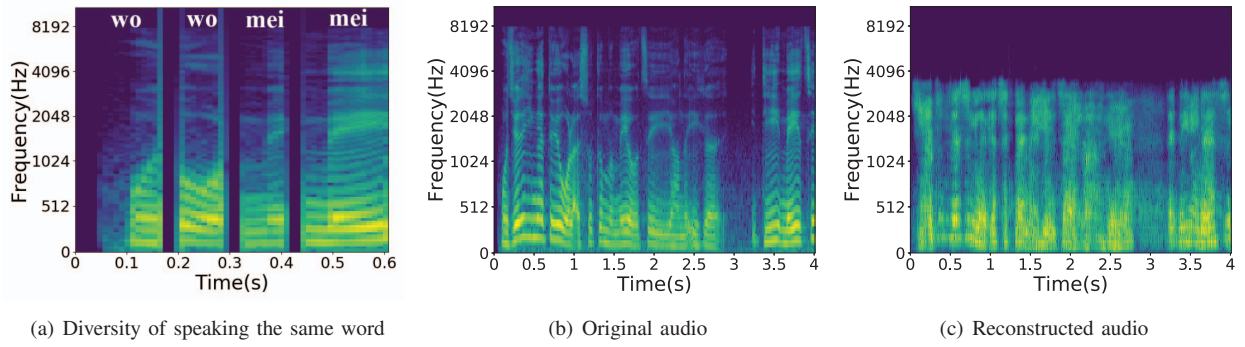 wo wo mei mei
Frequency(Hz)
8192
4096
2048
1024
512
0
0 0.1 0.2 0.3 0.4 0.5 0.6
Time(s)
(a) Diversity of speaking the same word
Frequency(Hz)
8192
4096
2048
1024
512
0
0 0.5 1 1.5 2 2.5 3 3.5 4
Time(s)
(b) Original audio
Frequency(Hz)
8192
4096
2048
1024
512
0
0 0.5 1 1.5 2 2.5 3 3.5 4
Time(s)
(c) Reconstructed audio